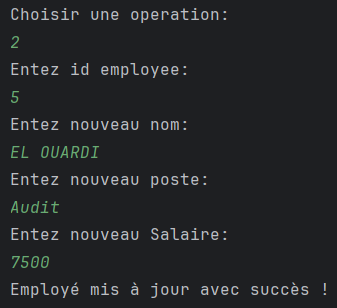 Choisir une operation:
2
Entez id employee:
5
Entez nouveau nom:
EL OUARDI
Entez nouveau poste:
Audit
Entez nouveau Salaire:
7500
Employé mis à jour avec succès !